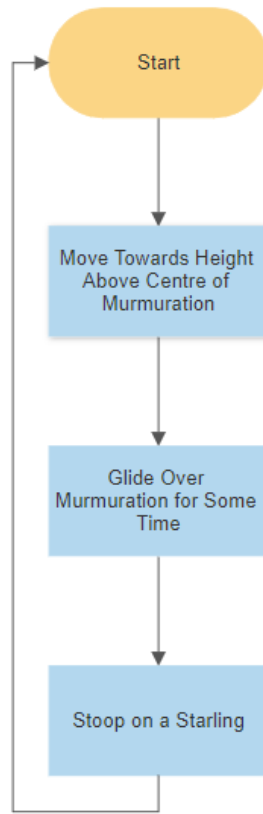 Start
Move Towards Height
Above Centre of
Murmuration
Glide Over
Murmuration for Some
Time
Stoop on a Starling